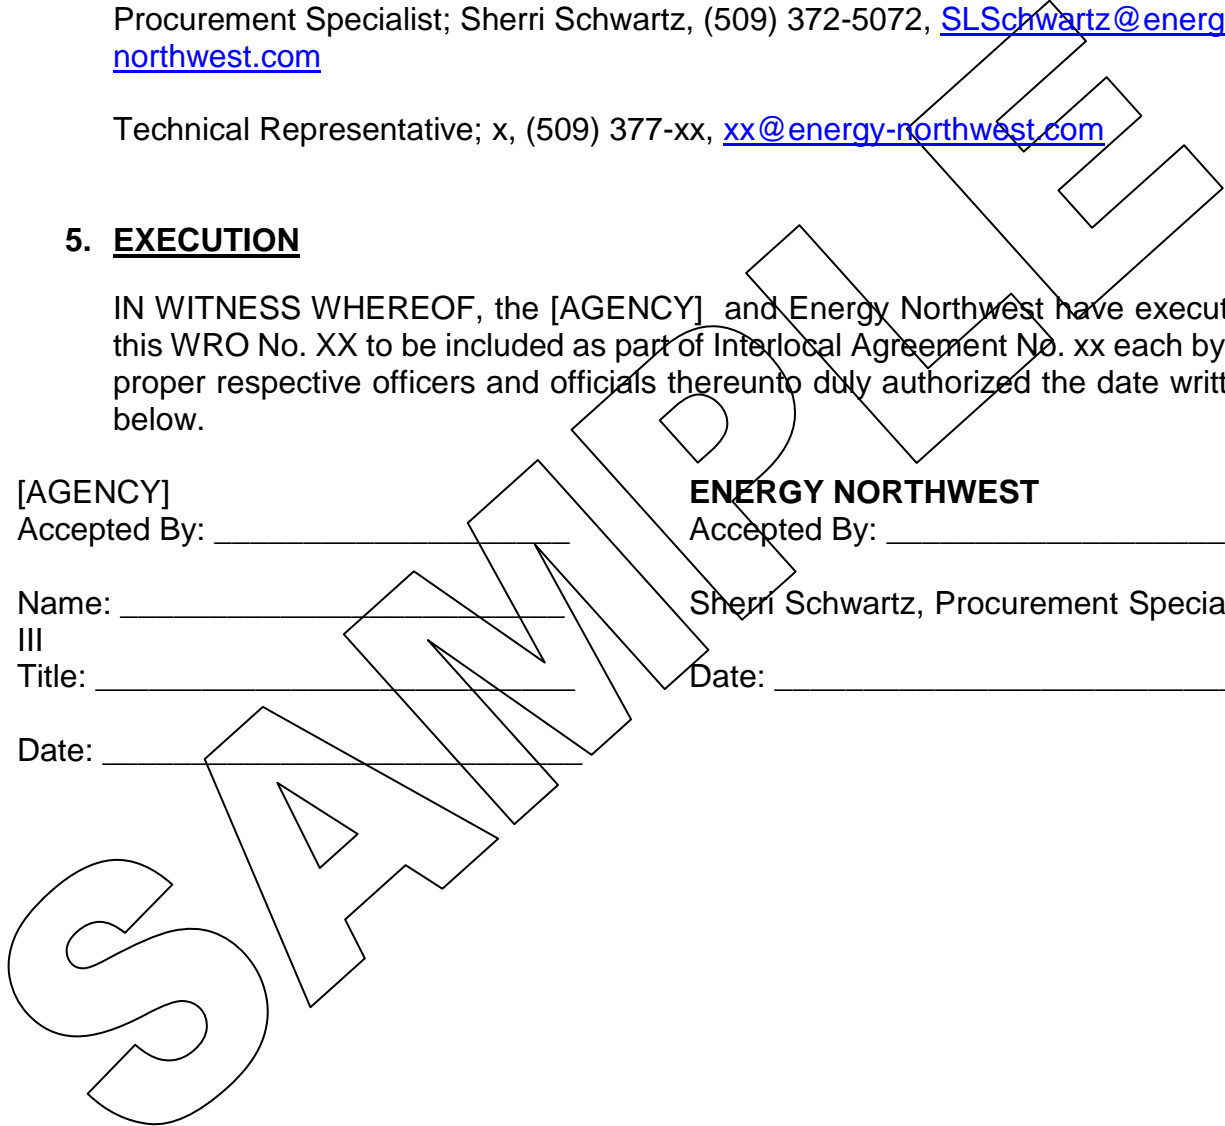 Procurement Specialist; Sherri Schwartz, (509) 372-5072, SLSchwartz@energ
northwest.com
Technical Representative; x, (509) 377-xx, xx@energy-northwest.com
5. EXECUTION
IN WITNESS WHEREOF, the [AGENCY] and Energy Northwest have execut
this WRO No. XX to be included as part of Interlocal Agreement No. xx each by
proper respective officers and officials thereunto duly authorized the date writt
below.
[AGENCY] ENERGY NORTHWEST
Accepted By: ____________________ Accepted By: ___________________
Name: _________________________ Sherri Schwartz, Procurement Specia
III
Title: ___________________________ Date: __________________________
Date: ___________________________
SAMPLE